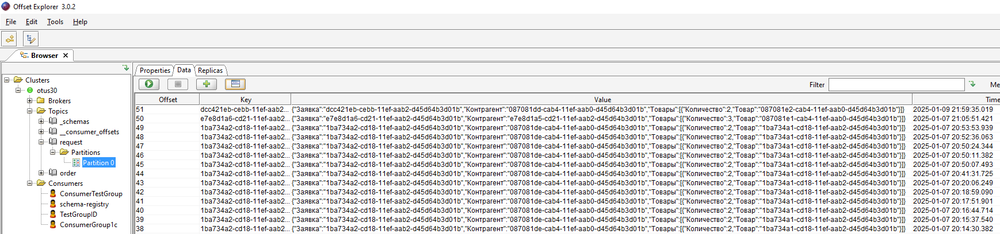 Offset Explorer 3.0.2
File Edit Tools Help
Browser
Properties Data Replicas
Filter
Clusters
otus30
Brokers
Topics
_schemas
__consumer_offsets
request
Partitions
Partition 0
order
Consumers
ConsumerTestGroup
schema-registry
TestGroupID
ConsumerGroup1c
Offset Key Value Time
51 dcc421eb-cebb-11ef-aab2... {"Заявка":"dcc421eb-cebb-11ef-aab2-d45d64b3d01b","Контрагент":"087081dd-cab4-11ef-aab0-d45d64b3d01b","Товары":[{"Количество":2,"Товар":"087081e2-cab4-11ef-aab0-d45d64b3d01b"}]} 2025-01-09 21:59:35.019
50 e7e8d1a6-cd21-11ef-aab2... {"Заявка":"e7e8d1a6-cd21-11ef-aab2-d45d64b3d01b","Контрагент":"e7e8d1a5-cd21-11ef-aab2-d45d64b3d01b","Товары":[{"Количество":3,"Товар":"087081e1-cab4-11ef-aab0-d45d64b3d01b"}]} 2025-01-07 21:05:51.421
49 1ba734a2-cd18-11ef-aab2... {"Заявка":"1ba734a2-cd18-11ef-aab2-d45d64b3d01b","Контрагент":"087081de-cab4-11ef-aab0-d45d64b3d01b","Товары":[{"Количество":2,"Товар":"1ba734a1-cd18-11ef-aab2-d45d64b3d01b"}]} 2025-01-07 20:53:53.939
48 1ba734a2-cd18-11ef-aab2... {"Заявка":"1ba734a2-cd18-11ef-aab2-d45d64b3d01b","Контрагент":"087081de-cab4-11ef-aab0-d45d64b3d01b","Товары":[{"Количество":2,"Товар":"1ba734a1-cd18-11ef-aab2-d45d64b3d01b"}]} 2025-01-07 20:52:36.063
47 1ba734a2-cd18-11ef-aab2... {"Заявка":"1ba734a2-cd18-11ef-aab2-d45d64b3d01b","Контрагент":"087081de-cab4-11ef-aab0-d45d64b3d01b","Товары":[{"Количество":2,"Товар":"1ba734a1-cd18-11ef-aab2-d45d64b3d01b"}]} 2025-01-07 20:50:24.344
46 1ba734a2-cd18-11ef-aab2... {"Заявка":"1ba734a2-cd18-11ef-aab2-d45d64b3d01b","Контрагент":"087081de-cab4-11ef-aab0-d45d64b3d01b","Товары":[{"Количество":2,"Товар":"1ba734a1-cd18-11ef-aab2-d45d64b3d01b"}]} 2025-01-07 20:50:11.382
45 1ba734a2-cd18-11ef-aab2... {"Заявка":"1ba734a2-cd18-11ef-aab2-d45d64b3d01b","Контрагент":"087081de-cab4-11ef-aab0-d45d64b3d01b","Товары":[{"Количество":2,"Товар":"1ba734a1-cd18-11ef-aab2-d45d64b3d01b"}]} 2025-01-07 20:50:07.493
44 1ba734a2-cd18-11ef-aab2... {"Заявка":"1ba734a2-cd18-11ef-aab2-d45d64b3d01b","Контрагент":"087081de-cab4-11ef-aab0-d45d64b3d01b","Товары":[{"Количество":2,"Товар":"1ba734a1-cd18-11ef-aab2-d45d64b3d01b"}]} 2025-01-07 20:41:31.725
43 1ba734a2-cd18-11ef-aab2... {"Заявка":"1ba734a2-cd18-11ef-aab2-d45d64b3d01b","Контрагент":"087081de-cab4-11ef-aab0-d45d64b3d01b","Товары":[{"Количество":2,"Товар":"1ba734a1-cd18-11ef-aab2-d45d64b3d01b"}]} 2025-01-07 20:20:06.249
42 1ba734a2-cd18-11ef-aab2... {"Заявка":"1ba734a2-cd18-11ef-aab2-d45d64b3d01b","Контрагент":"087081de-cab4-11ef-aab0-d45d64b3d01b","Товары":[{"Количество":2,"Товар":"1ba734a1-cd18-11ef-aab2-d45d64b3d01b"}]} 2025-01-07 20:18:59.090
41 1ba734a2-cd18-11ef-aab2... {"Заявка":"1ba734a2-cd18-11ef-aab2-d45d64b3d01b","Контрагент":"087081de-cab4-11ef-aab0-d45d64b3d01b","Товары":[{"Количество":2,"Товар":"1ba734a1-cd18-11ef-aab2-d45d64b3d01b"}]} 2025-01-07 20:17:51.901
40 1ba734a2-cd18-11ef-aab2... {"Заявка":"1ba734a2-cd18-11ef-aab2-d45d64b3d01b","Контрагент":"087081de-cab4-11ef-aab0-d45d64b3d01b","Товары":[{"Количество":2,"Товар":"1ba734a1-cd18-11ef-aab2-d45d64b3d01b"}]} 2025-01-07 20:16:44.714
39 1ba734a2-cd18-11ef-aab2... {"Заявка":"1ba734a2-cd18-11ef-aab2-d45d64b3d01b","Контрагент":"087081de-cab4-11ef-aab0-d45d64b3d01b","Товары":[{"Количество":2,"Товар":"1ba734a1-cd18-11ef-aab2-d45d64b3d01b"}]} 2025-01-07 20:15:37.540
38 1ba734a2-cd18-11ef-aab2... {"Заявка":"1ba734a2-cd18-11ef-aab2-d45d64b3d01b","Контрагент":"087081de-cab4-11ef-aab0-d45d64b3d01b","Товары":[{"Количество":2,"Товар":"1ba734a1-cd18-11ef-aab2-d45d64b3d01b"}]} 2025-01-07 20:14:30.382